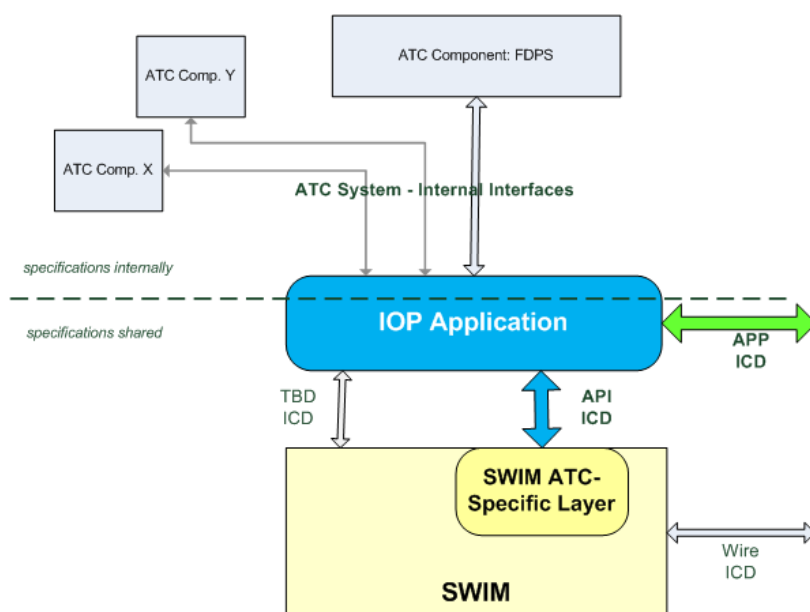 ATC Component: FDPS
ATC Comp. Y
ATC Comp. X
ATC System - Internal Interfaces
specifications internally
specifications shared
IOP Application
APP
ICD
TBD
ICD
API
ICD
SWIM ATC-
Specific Layer
Wire
ICD
SWIM